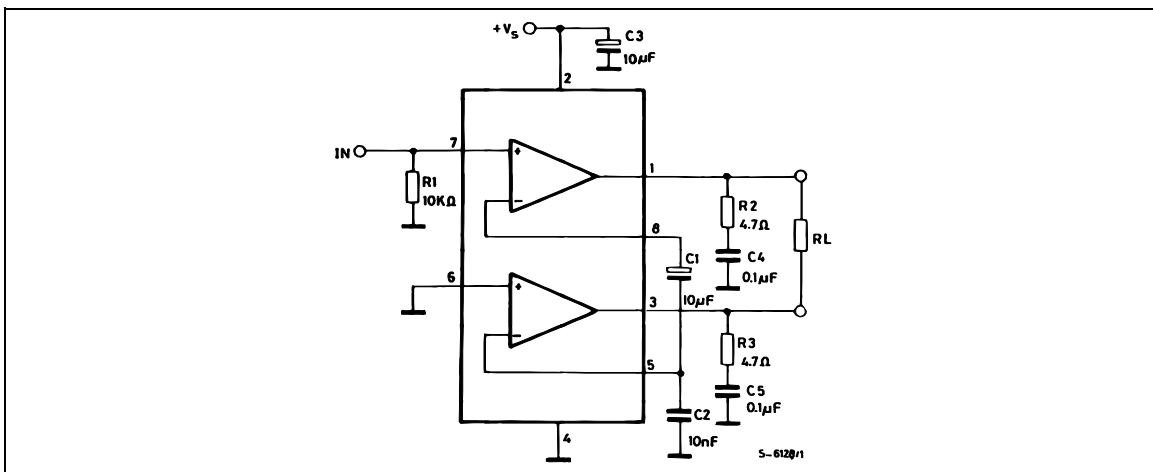 +Vs
C3
10µF
2
IN
7
+
R1
10KΩ
−
1
R2
4.7Ω
RL
8
C1
C4
0.1µF
10µF
6
+
−
3
R3
4.7Ω
5
C5
0.1µF
C2
10nF
4
S-6128/1